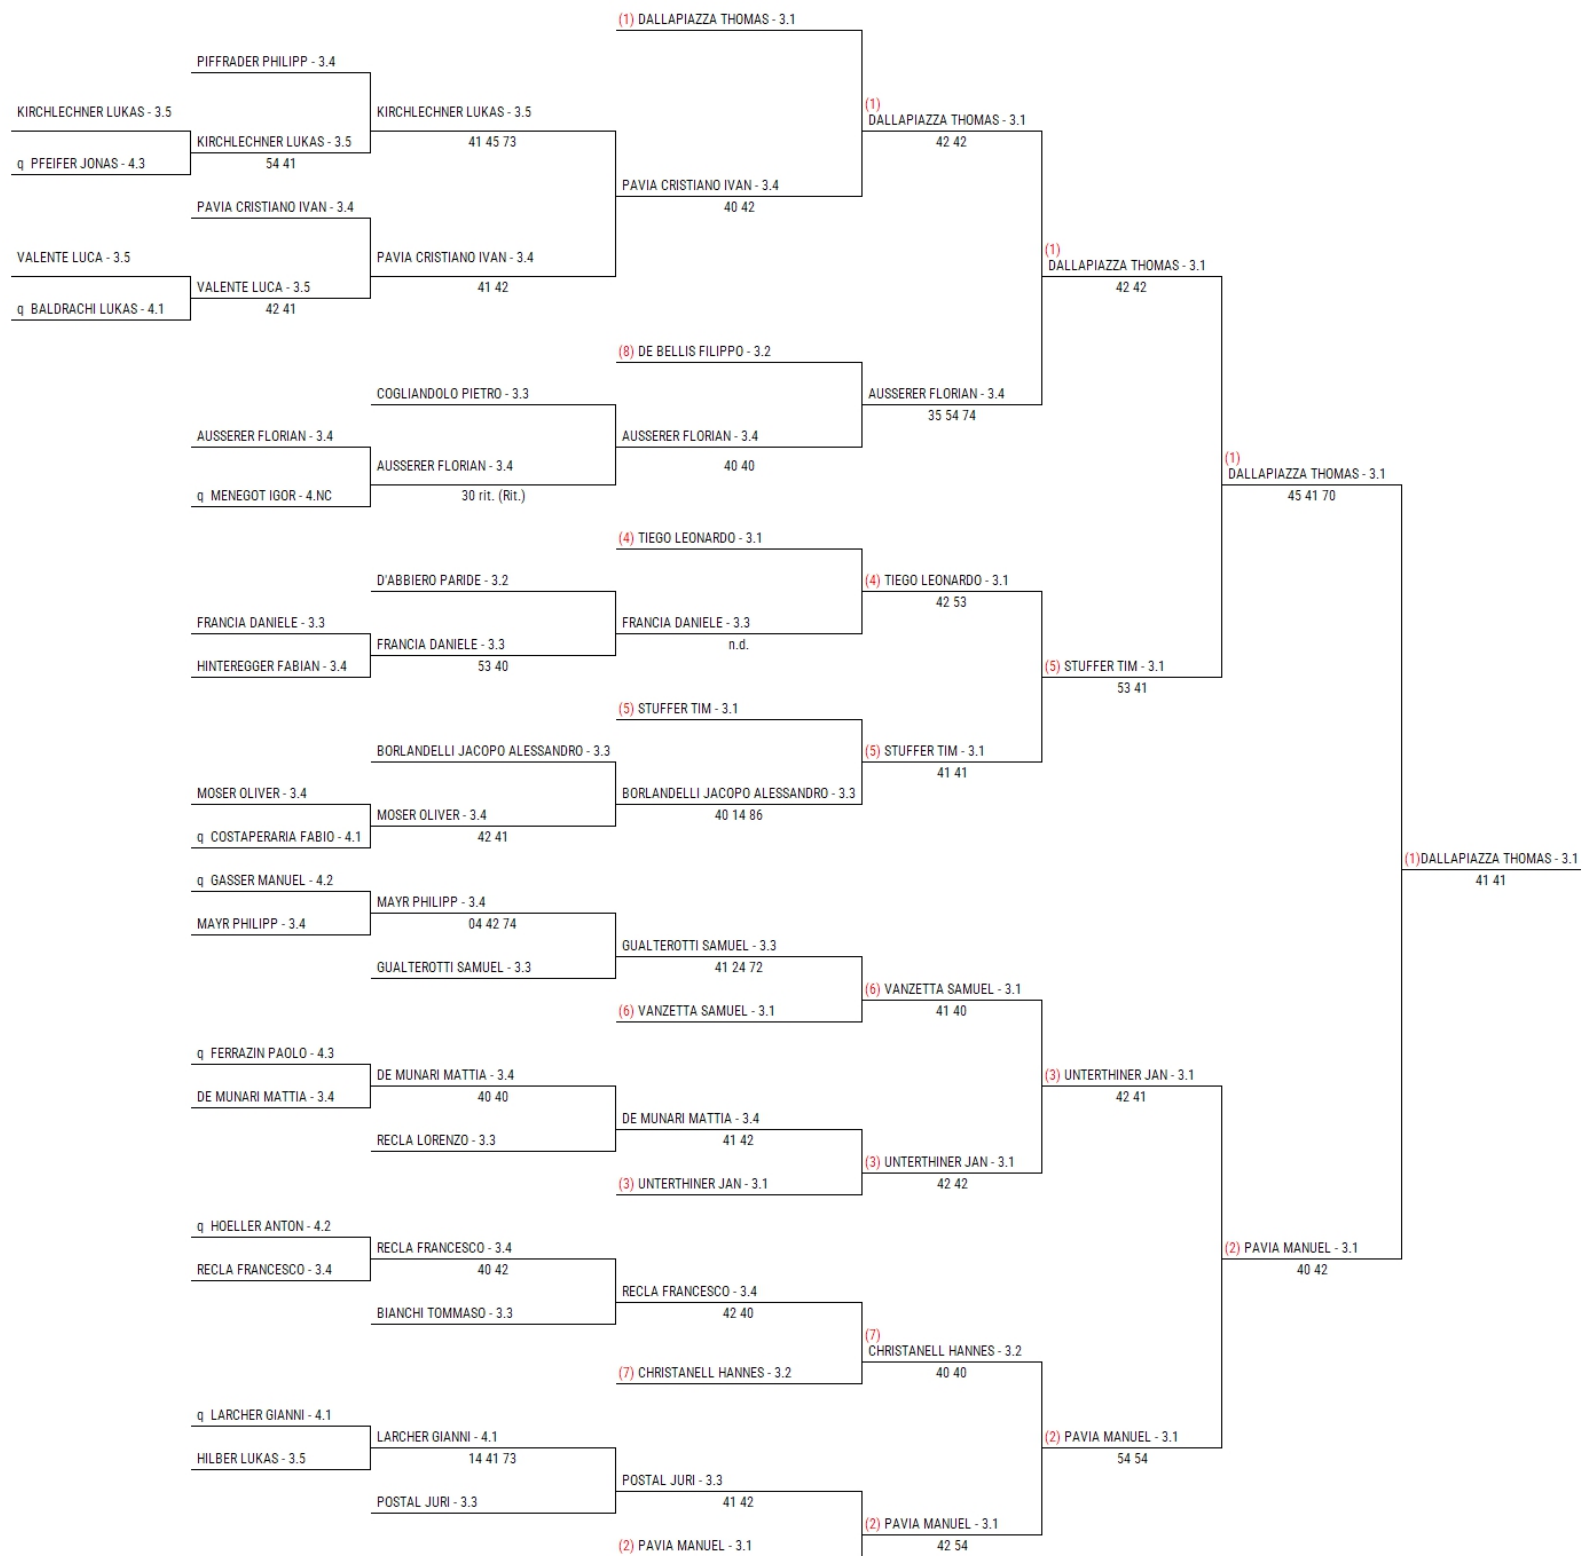 (1) DALLAPIAZZA THOMAS - 3.1
PIFFRADER PHILIPP - 3.4
KIRCHLECHNER LUKAS - 3.5
KIRCHLECHNER LUKAS - 3.5
(1)
DALLAPIAZZA THOMAS - 3.1
KIRCHLECHNER LUKAS - 3.5
41 45 73
42 42
q PFEIFER JONAS - 4.3
54 41
PAVIA CRISTIANO IVAN - 3.4
40 42
PAVIA CRISTIANO IVAN - 3.4
VALENTE LUCA - 3.5
PAVIA CRISTIANO IVAN - 3.4
(1)
DALLAPIAZZA THOMAS - 3.1
VALENTE LUCA - 3.5
41 42
42 42
q BALDRACHI LUKAS - 4.1
42 41
(8) DE BELLIS FILIPPO - 3.2
COGLIANDOLO PIETRO - 3.3
AUSSERER FLORIAN - 3.4
35 54 74
AUSSERER FLORIAN - 3.4
AUSSERER FLORIAN - 3.4
AUSSERER FLORIAN - 3.4
40 40
(1)
DALLAPIAZZA THOMAS - 3.1
q MENEGOT IGOR - 4.NC
30 rit. (Rit.)
45 41 70
(4) TIEGO LEONARDO - 3.1
D'ABBIERO PARIDE - 3.2
(4) TIEGO LEONARDO - 3.1
42 53
FRANCIA DANIELE - 3.3
FRANCIA DANIELE - 3.3
FRANCIA DANIELE - 3.3
n.d.
HINTEREGGER FABIAN - 3.4
53 40
(5) STUFFER TIM - 3.1
53 41
(5) STUFFER TIM - 3.1
BORLANDELLI JACOPO ALESSANDRO - 3.3
(5) STUFFER TIM - 3.1
41 41
MOSER OLIVER - 3.4
BORLANDELLI JACOPO ALESSANDRO - 3.3
MOSER OLIVER - 3.4
40 14 86
q COSTAPERARIA FABIO - 4.1
42 41
(1)DALLAPIAZZA THOMAS - 3.1
41 41
q GASSER MANUEL - 4.2
MAYR PHILIPP - 3.4
MAYR PHILIPP - 3.4
04 42 74
GUALTEROTTI SAMUEL - 3.3
GUALTEROTTI SAMUEL - 3.3
41 24 72
(6) VANZETTA SAMUEL - 3.1
(6) VANZETTA SAMUEL - 3.1
41 40
q FERRAZIN PAOLO - 4.3
DE MUNARI MATTIA - 3.4
(3) UNTERTHINER JAN - 3.1
DE MUNARI MATTIA - 3.4
40 40
42 41
DE MUNARI MATTIA - 3.4
RECLA LORENZO - 3.3
41 42
(3) UNTERTHINER JAN - 3.1
(3) UNTERTHINER JAN - 3.1
42 42
q HOELLER ANTON - 4.2
RECLA FRANCESCO - 3.4
(2) PAVIA MANUEL - 3.1
RECLA FRANCESCO - 3.4
40 42
40 42
RECLA FRANCESCO - 3.4
BIANCHI TOMMASO - 3.3
42 40
(7)
CHRISTANELL HANNES - 3.2
(7) CHRISTANELL HANNES - 3.2
40 40
q LARCHER GIANNI - 4.1
LARCHER GIANNI - 4.1
(2) PAVIA MANUEL - 3.1
HILBER LUKAS - 3.5
14 41 73
54 54
POSTAL JURI - 3.3
POSTAL JURI - 3.3
41 42
(2) PAVIA MANUEL - 3.1
(2) PAVIA MANUEL - 3.1
42 54